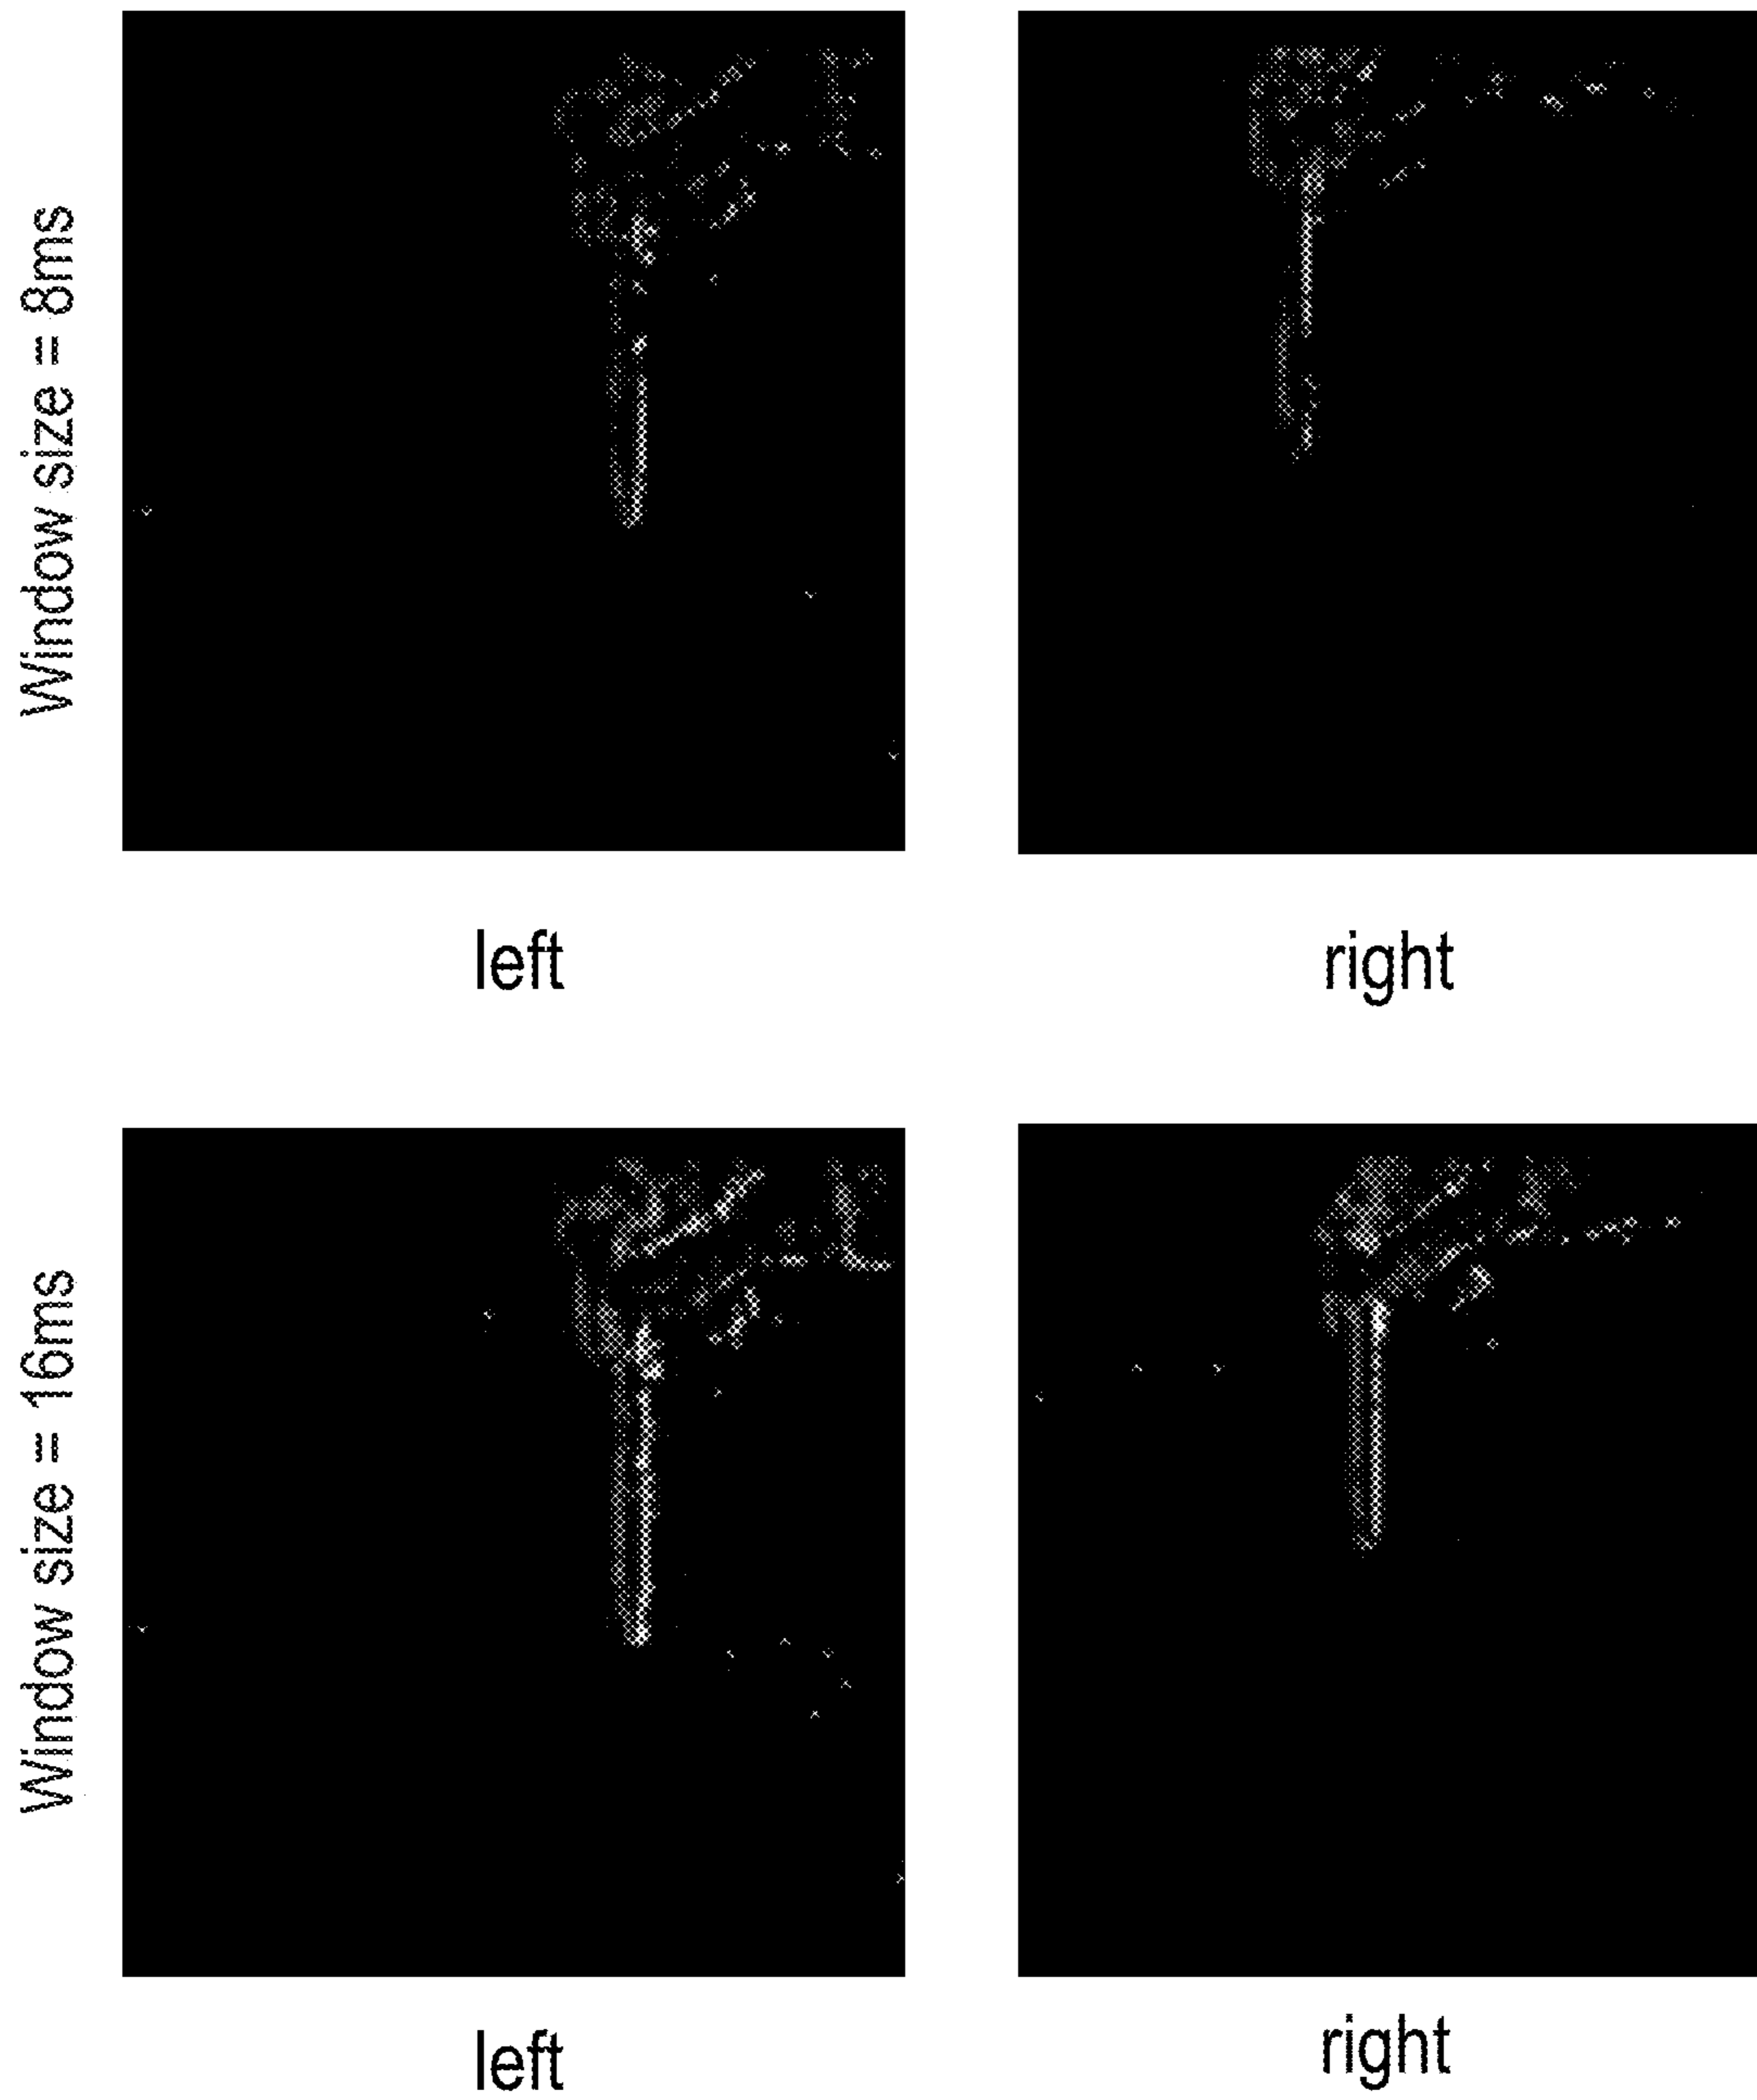 Window size = 8ms
left
right
Window size = 16ms
left
right